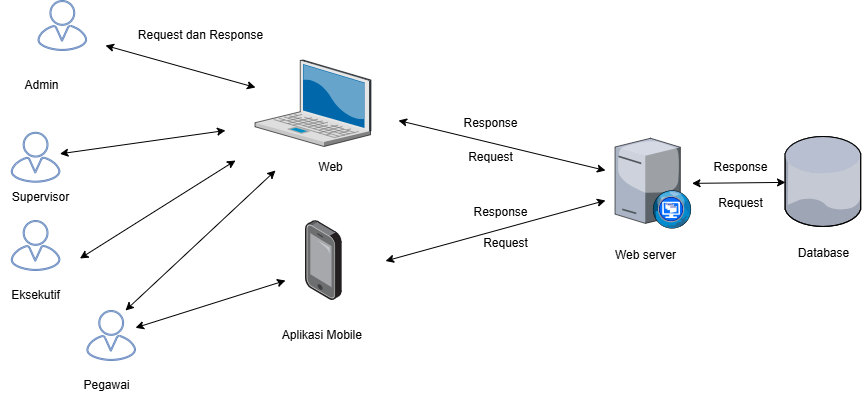 Request dan Response
Admin
Web
Supervisor
Eksekutif
Pegawai
Aplikasi Mobile
Response
Request
Response
Request
Web server
Response
Request
Database